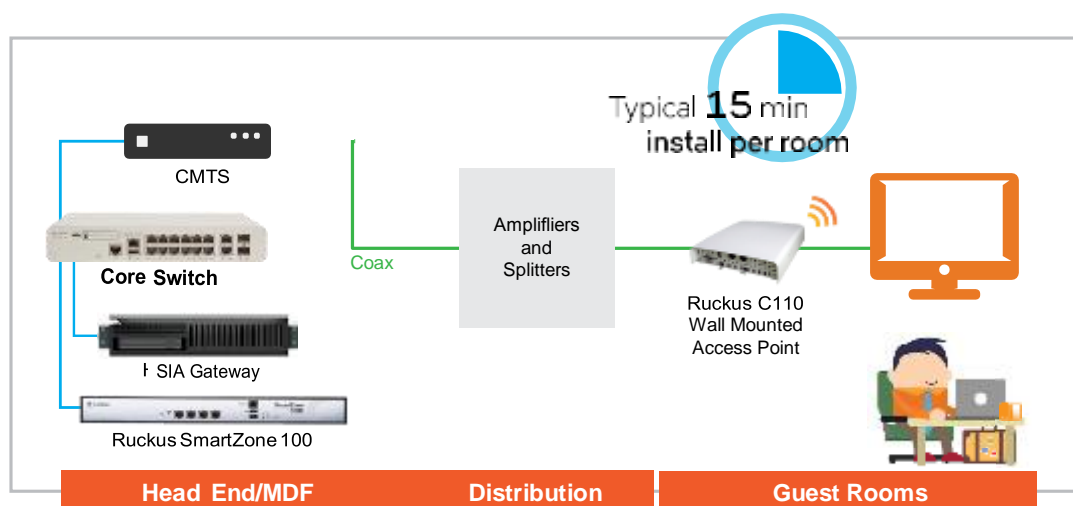 Typical 15 min
install per room
CMTS
Core Switch
SIA Gateway
Ruckus SmartZone 100
Coax
Amplifliers
and
Splitters
Ruckus C110
Wall Mounted
Access Point
Head End/MDF
Distribution
Guest Rooms